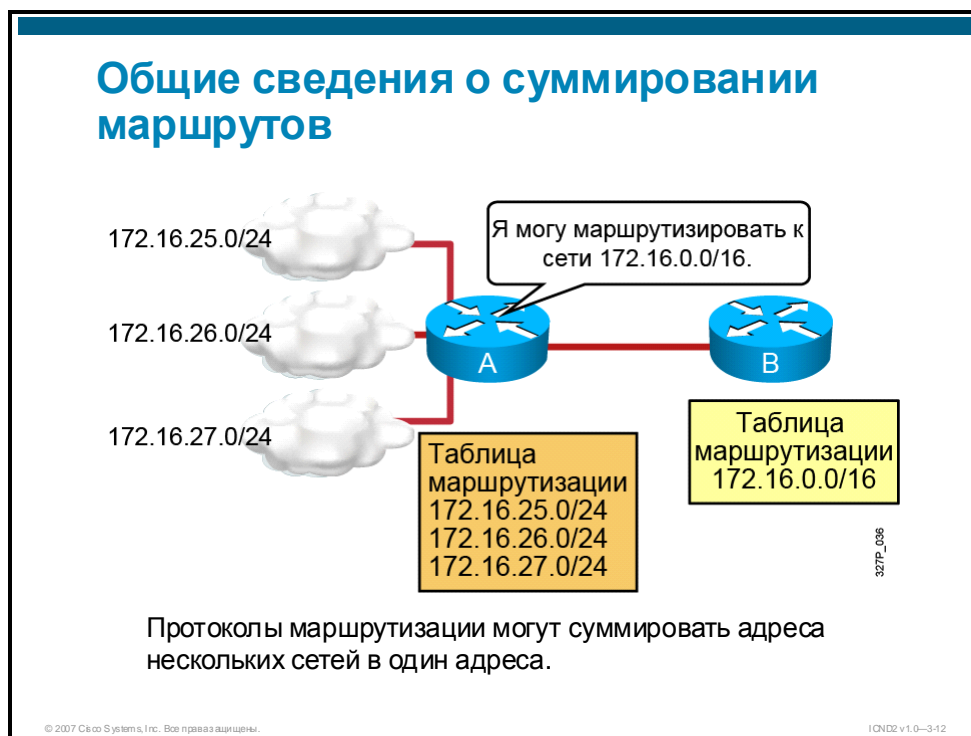 Общие сведения о суммировании
маршрутов
172.16.25.0/24
Я могу маршрутизировать к
сети 172.16.0.0/16.
172.16.26.0/24
A
B
172.16.27.0/24
Таблица
маршрутизации
172.16.25.0/24
172.16.26.0/24
172.16.27.0/24
Таблица
маршрутизации
172.16.0.0/16
327P_036
Протоколы маршрутизации могут суммировать адреса
нескольких сетей в один адреса.
© 2007 Cisco Systems, Inc. Все права защищены.
ICND2 v1.0—3-12